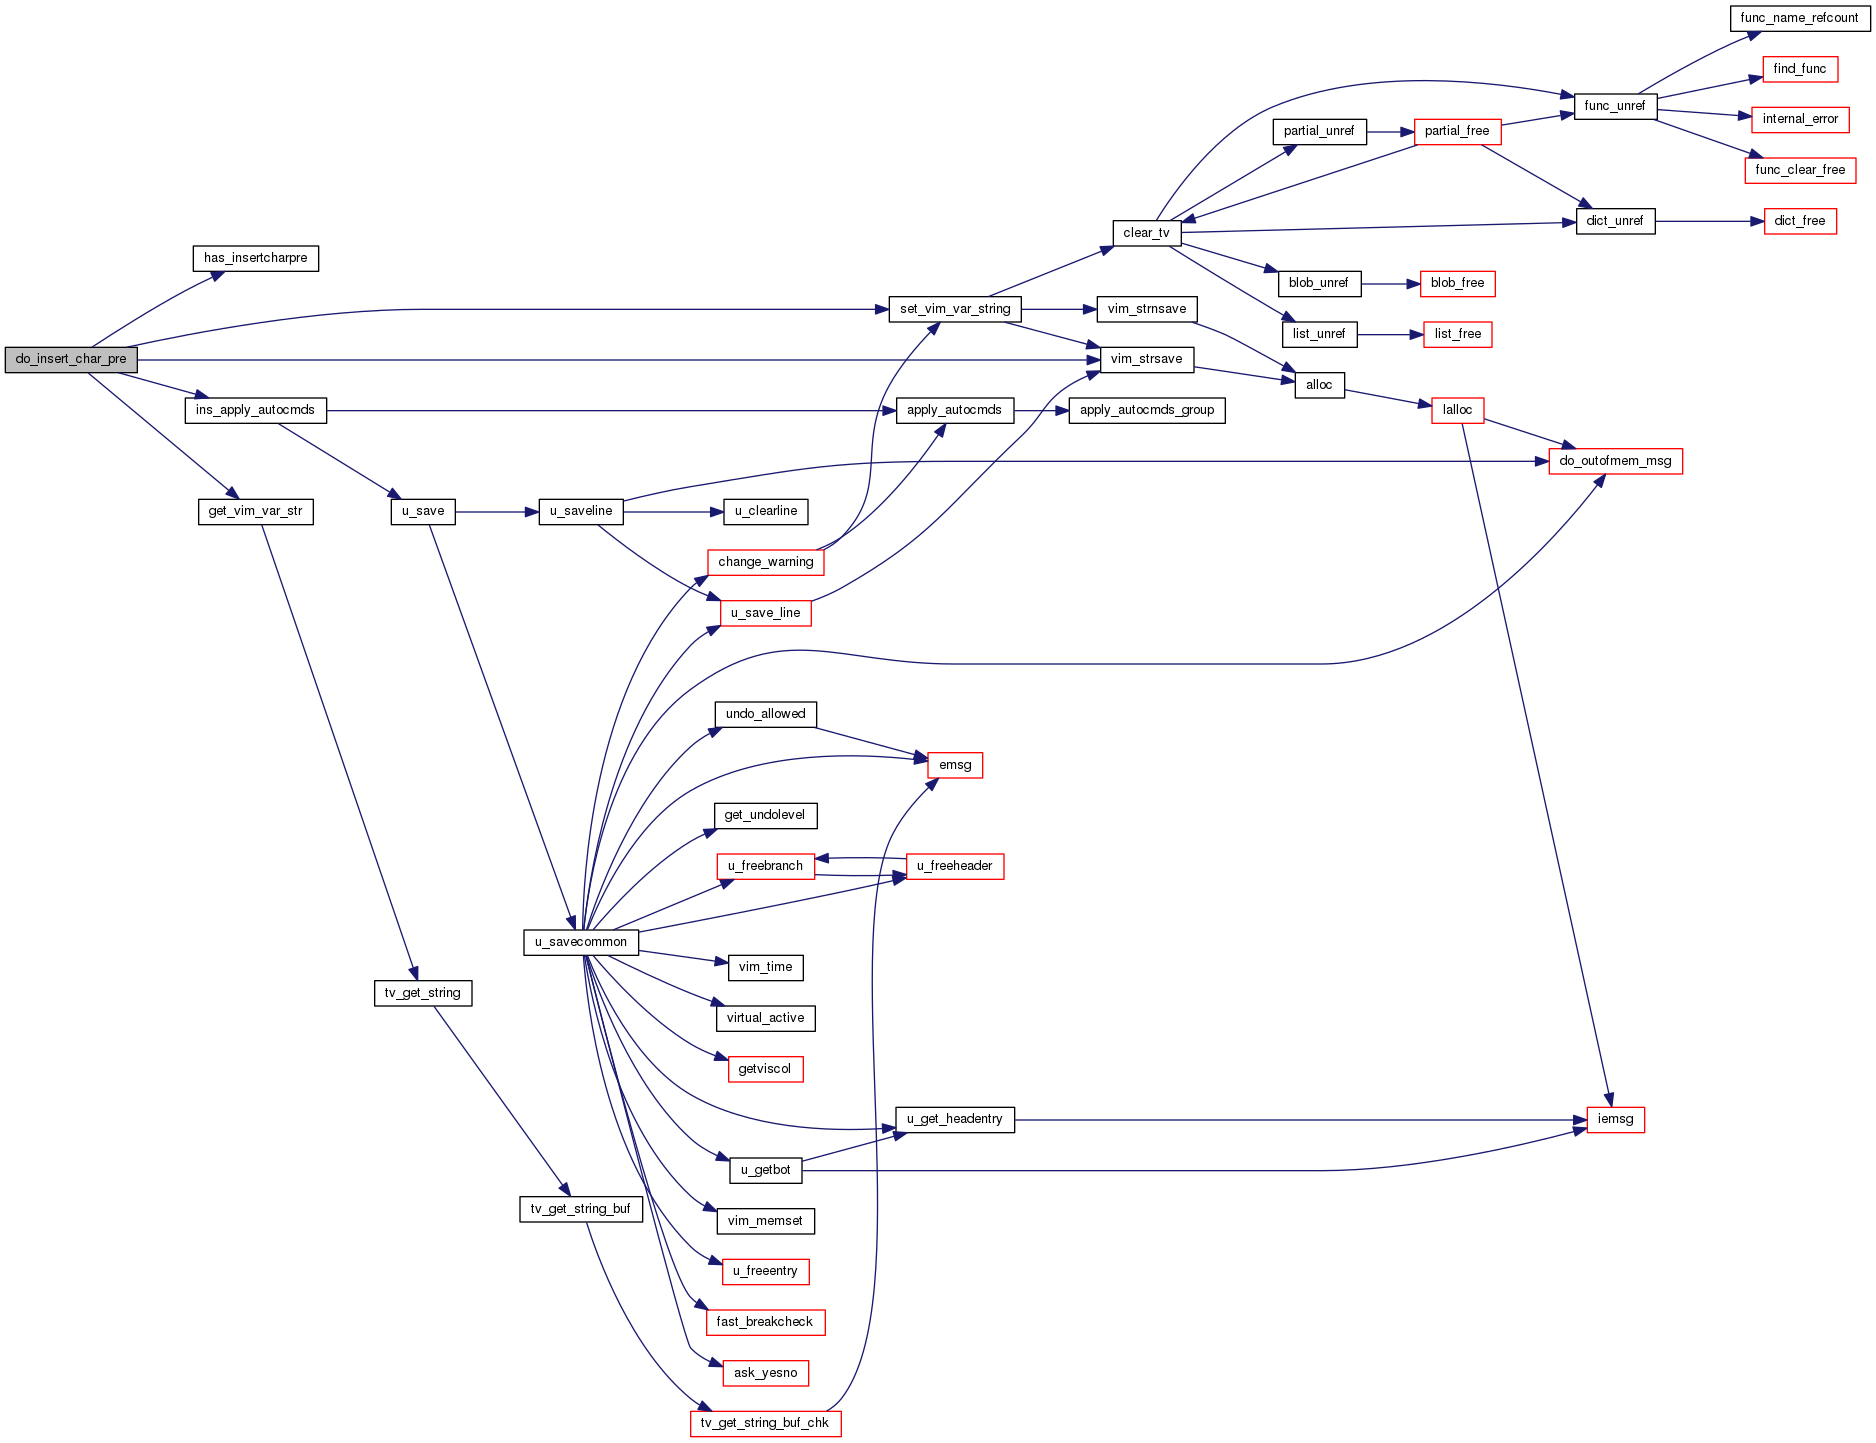 func_name_refcount
find_func
func_unref
internal_error
partial_unref
partial_free
func_clear_free
dict_unref
dict_free
clear_tv
has_insertcharpre
blob_unref
blob_free
set_vim_var_string
vim_strnsave
list_unref
list_free
do_insert_char_pre
vim_strsave
alloc
ins_apply_autocmds
apply_autocmds
apply_autocmds_group
lalloc
do_outofmem_msg
get_vim_var_str
u_save
u_saveline
u_clearline
change_warning
u_save_line
undo_allowed
emsg
get_undolevel
u_freebranch
u_freeheader
u_savecommon
vim_time
tv_get_string
virtual_active
getviscol
u_get_headentry
iemsg
u_getbot
tv_get_string_buf
vim_memset
u_freeentry
fast_breakcheck
ask_yesno
tv_get_string_buf_chk